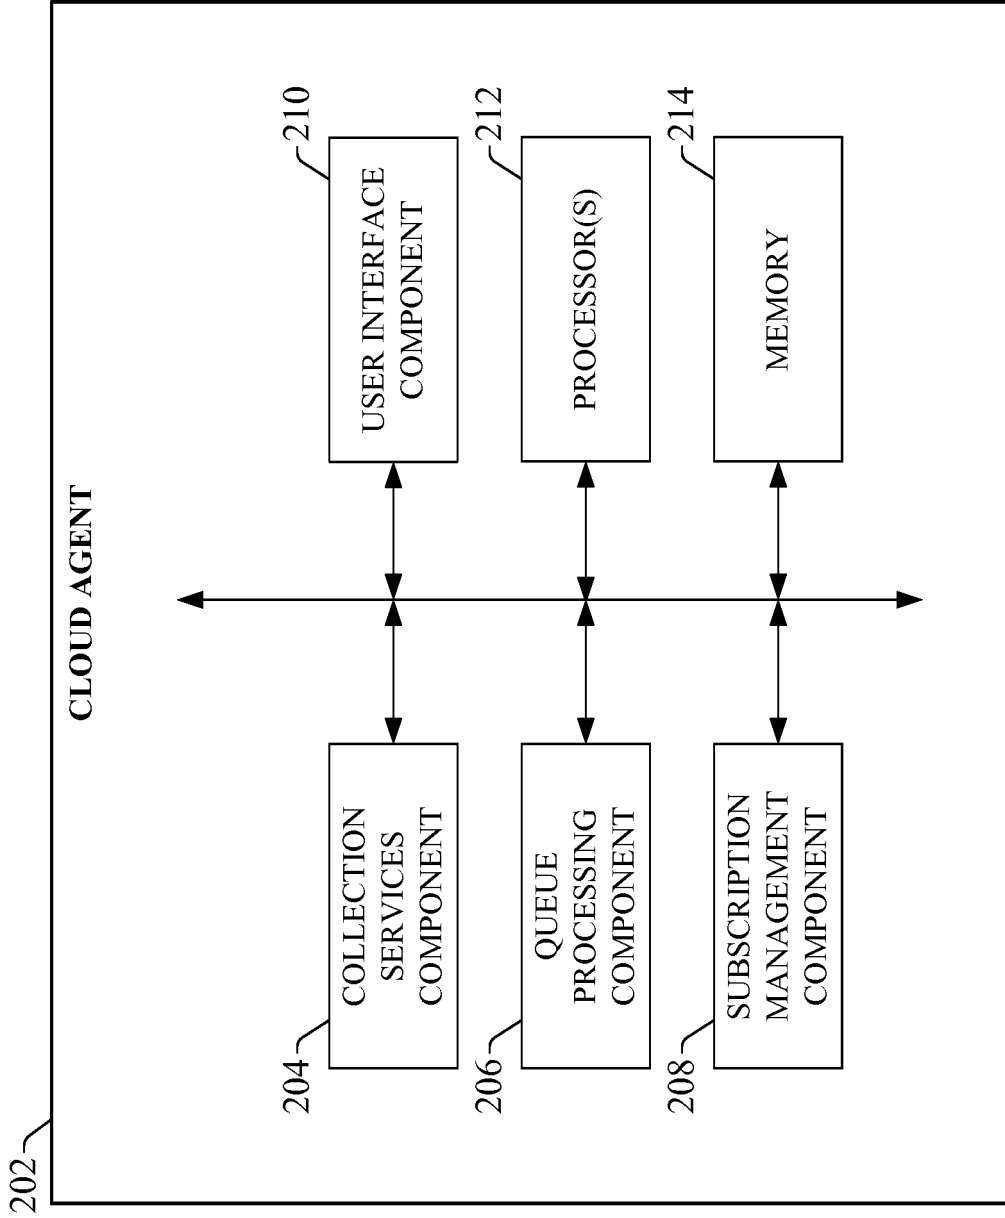 202
CLOUD AGENT
204
COLLECTION
SERVICES
COMPONENT
206
QUEUE
PROCESSING
COMPONENT
208
SUBSCRIPTION
MANAGEMENT
COMPONENT
210
USER INTERFACE
COMPONENT
212
PROCESSOR(S)
214
MEMORY